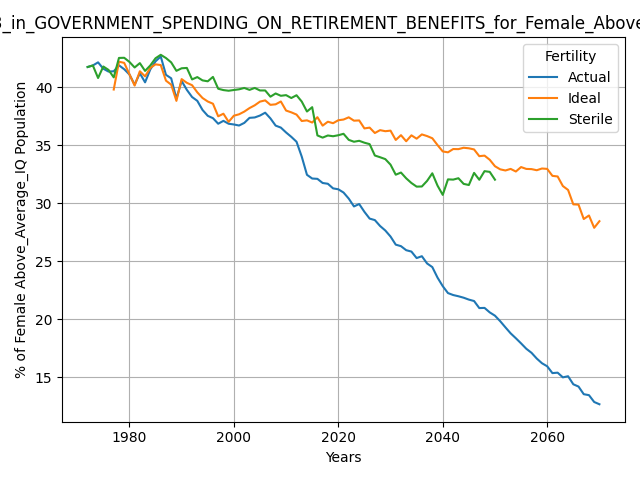 _in_GOVERNMENT_SPENDING_ON_RETIREMENT_BENEFITS_for_Female_Above
Fertility
Actual
Ideal
Sterile
% of Female Above_Average_IQ Population
40
35
30
25
20
15
1980
2000
2020
2040
2060
Years